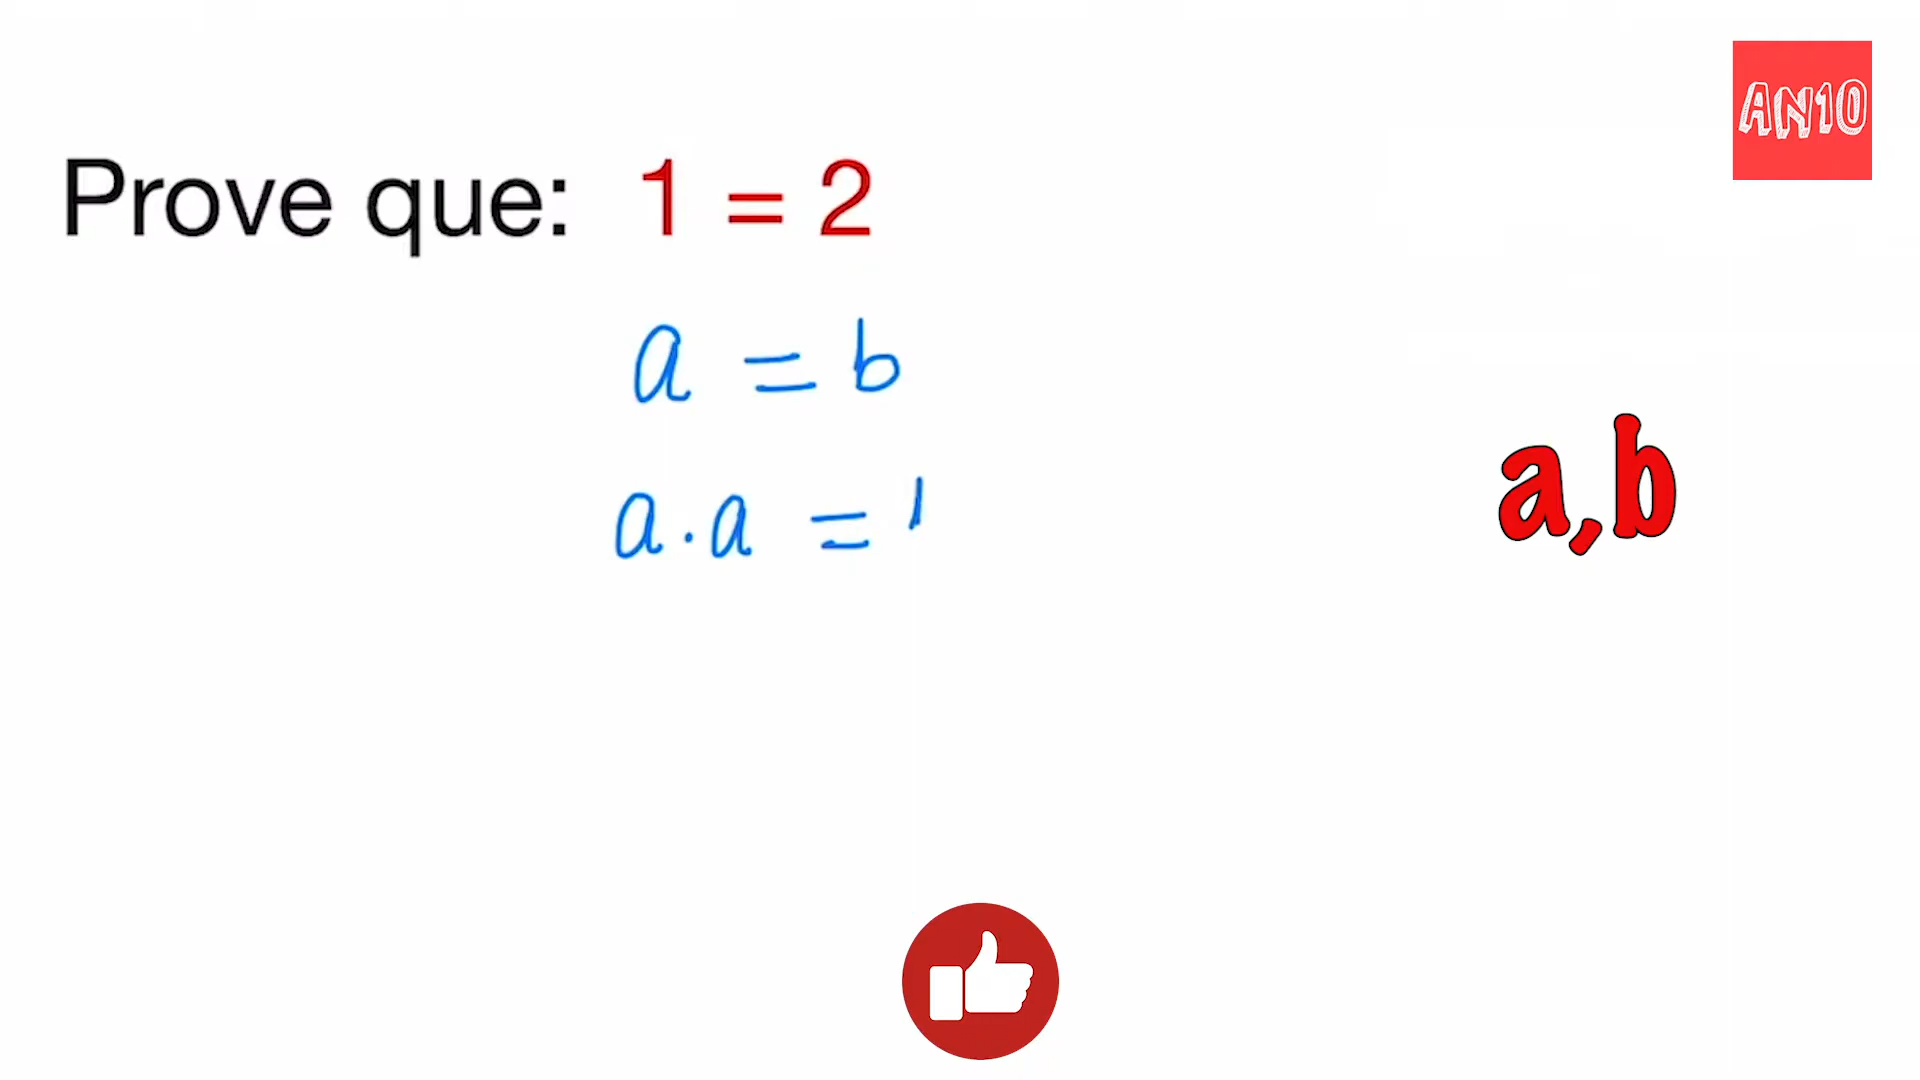 AN10
Prove que: 1 = 2
a = b
a,b
a . a =